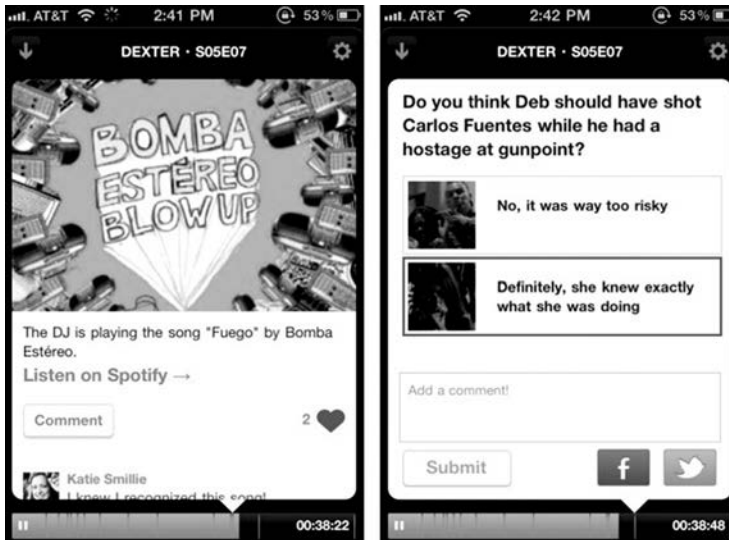 AT&T 2:41 PM 53%
DEXTER · S05E07
BOMBA
ESTÉREO
BLOW UP
The DJ is playing the song "Fuego" by Bomba
Estéreo.
Listen on Spotify →
Comment 2
Katie Smillie
I knew I recognized this song!
00:38:22
AT&T 2:42 PM 53%
DEXTER · S05E07
Do you think Deb should have shot
Carlos Fuentes while he had a
hostage at gunpoint?
No, it was way too risky
Definitely, she knew exactly
what she was doing
Add a comment!
Submit f
00:38:48